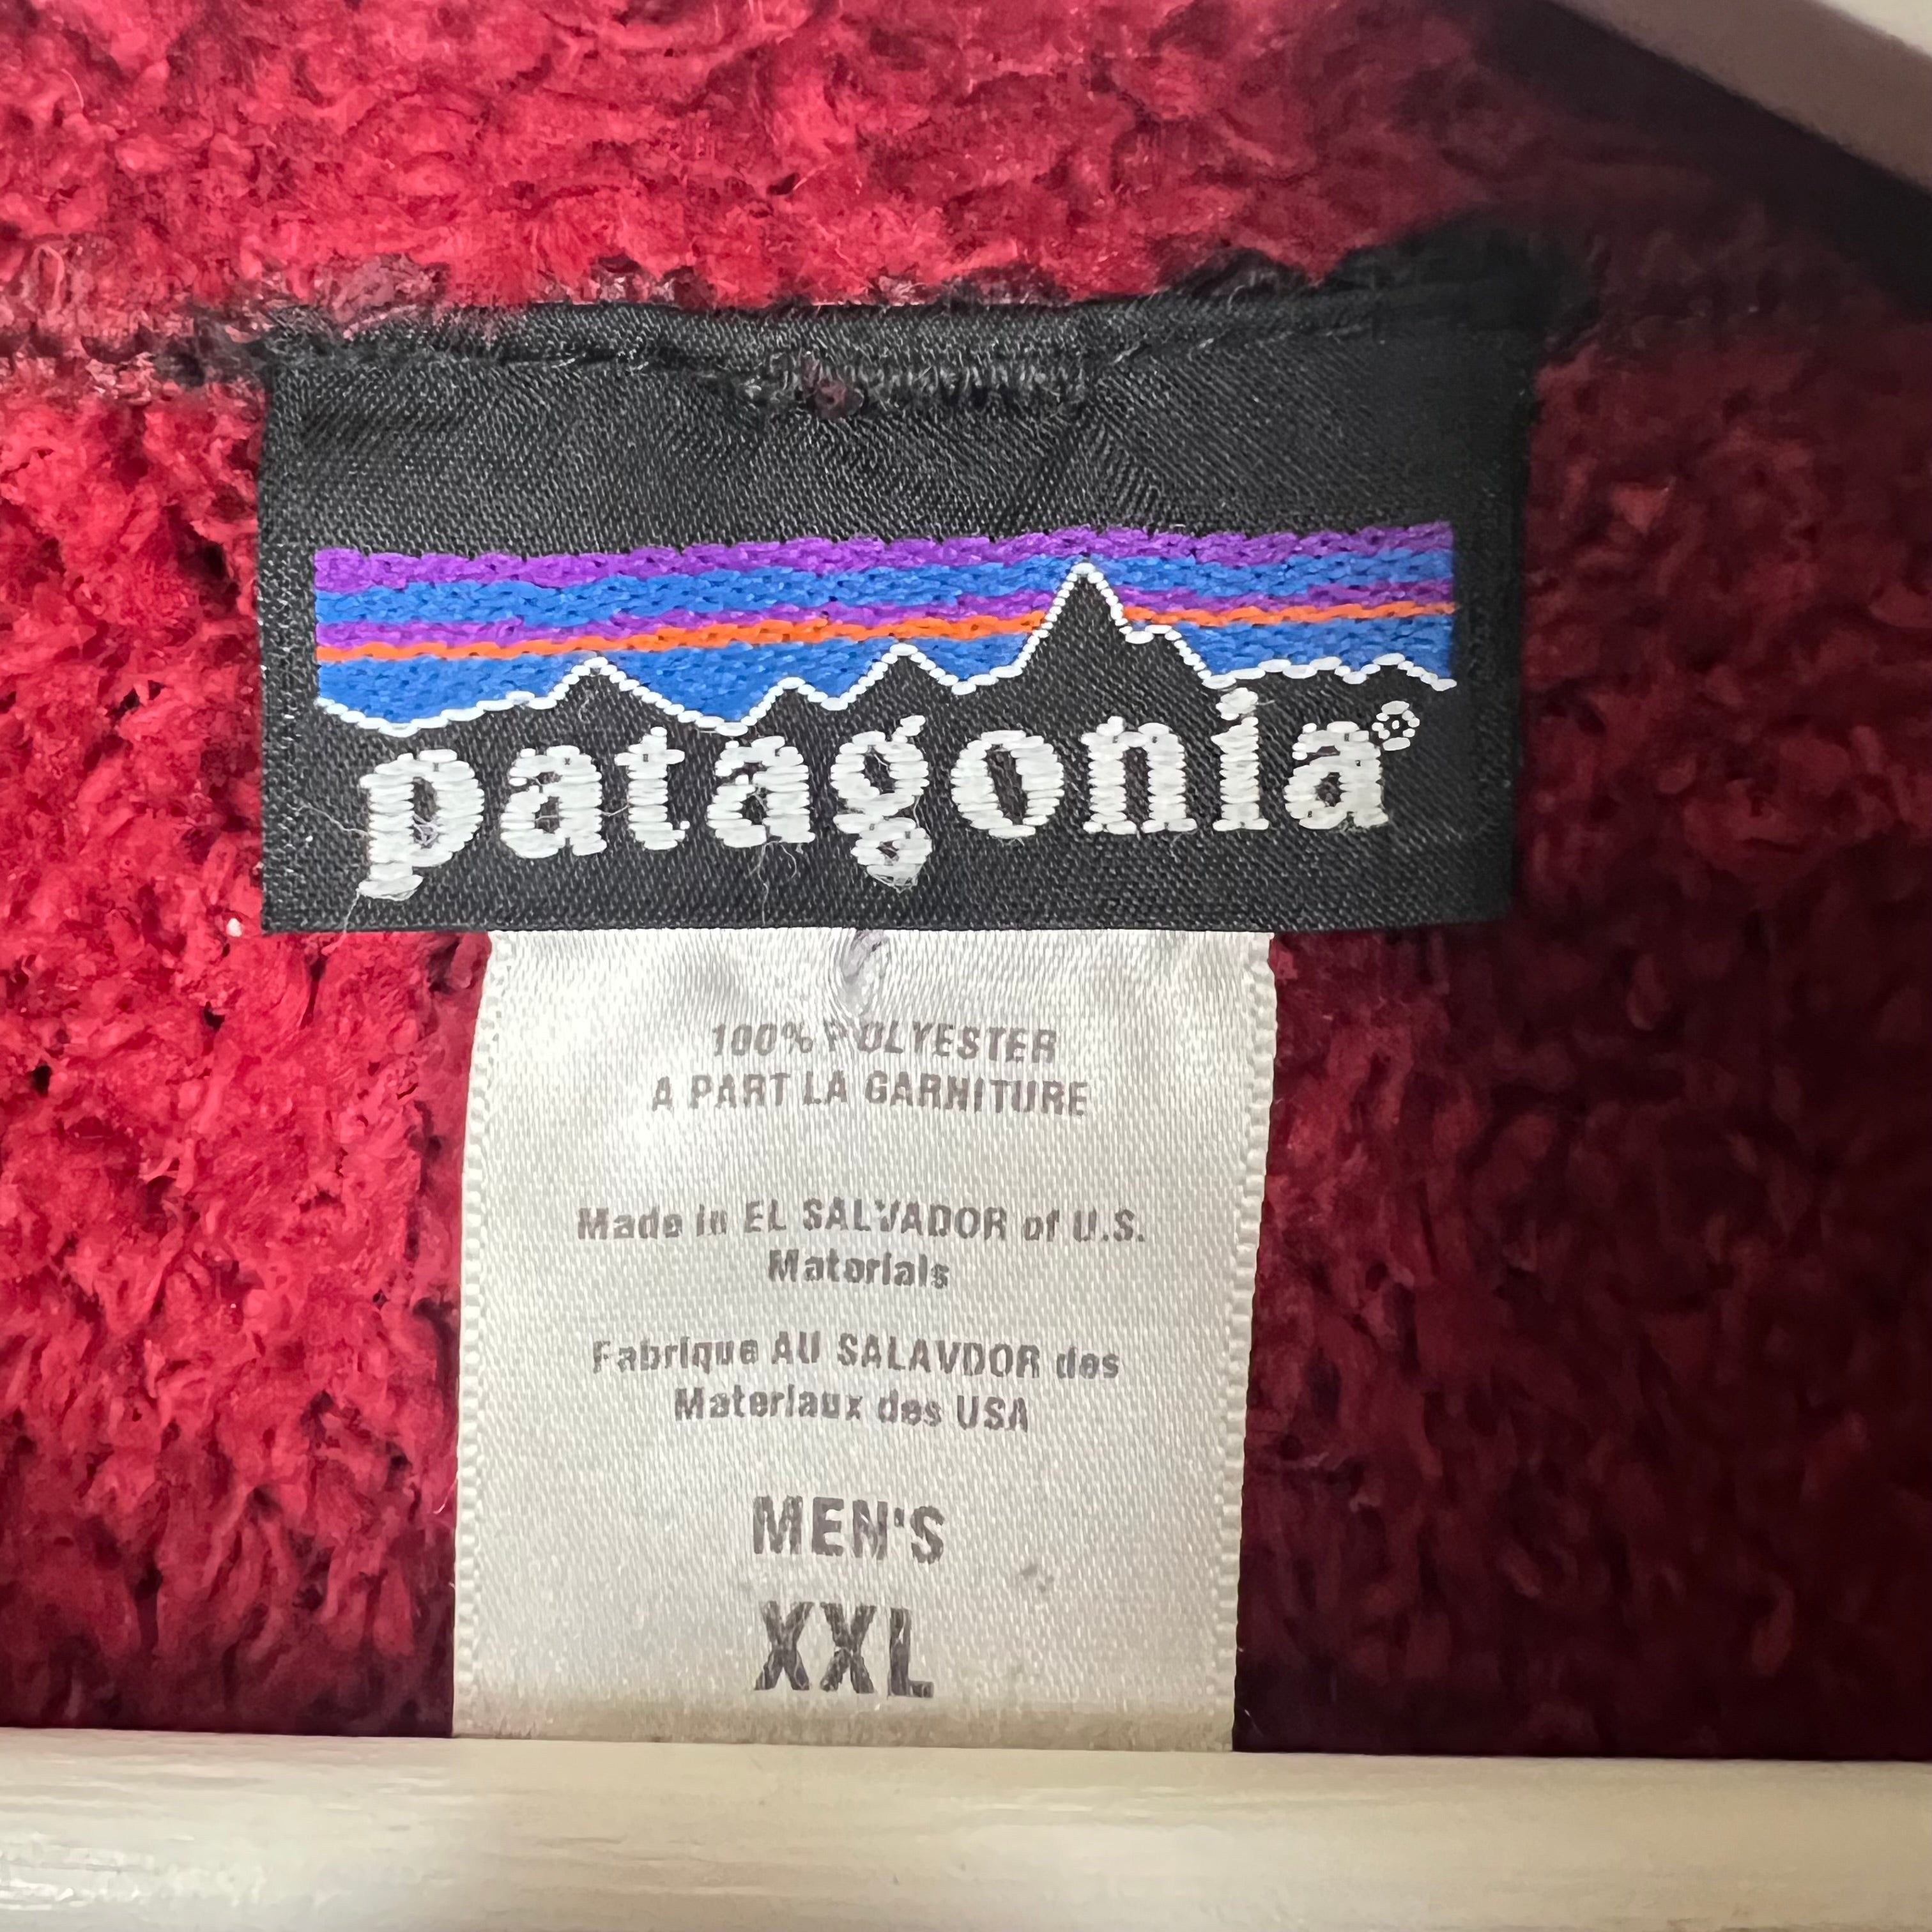 patagonia®
100% POLYESTER
A PART LA GARNITURE
Made in EL SALVADOR of U.S.
Materials
Fabrique AU SALAVDOR des
Materiaux des USA
MEN'S
XXL